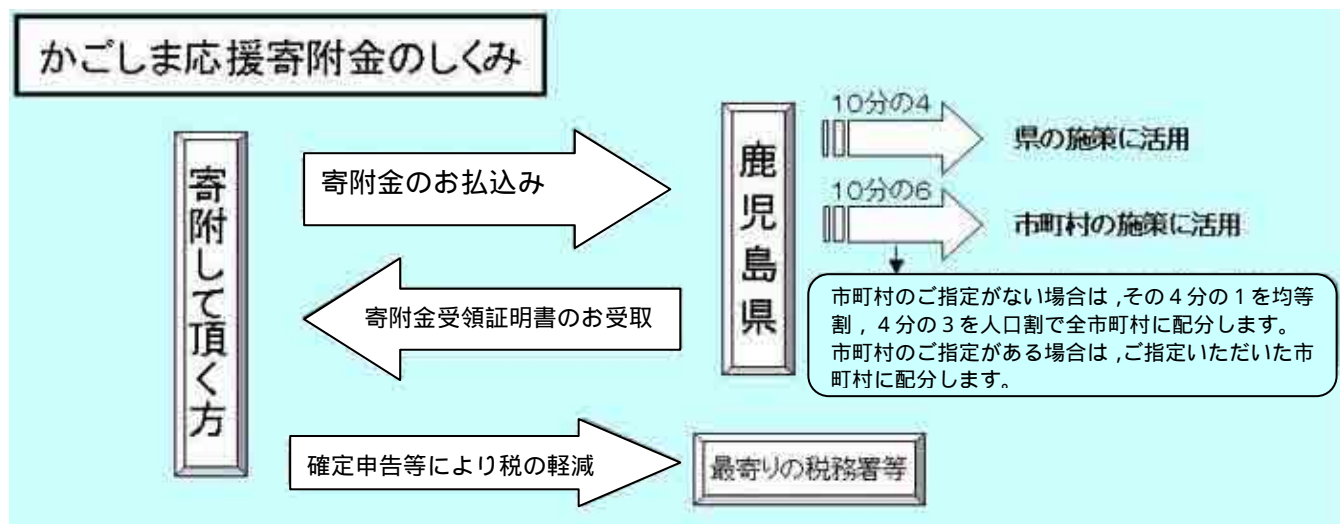 かごしま応援寄附金のしくみ
寄附して頂く方
寄附金のお払込み
寄附金受領証明書のお受取
確定申告等により税の軽減
鹿児島県
10分の4
県の施策に活用
10分の6
市町村の施策に活用
市町村のご指定がない場合は,その4分の1を均等
割,4分の3を人口割で全市町村に配分します。
市町村のご指定がある場合は,ご指定いただいた市
町村に配分します。
最寄りの税務署等